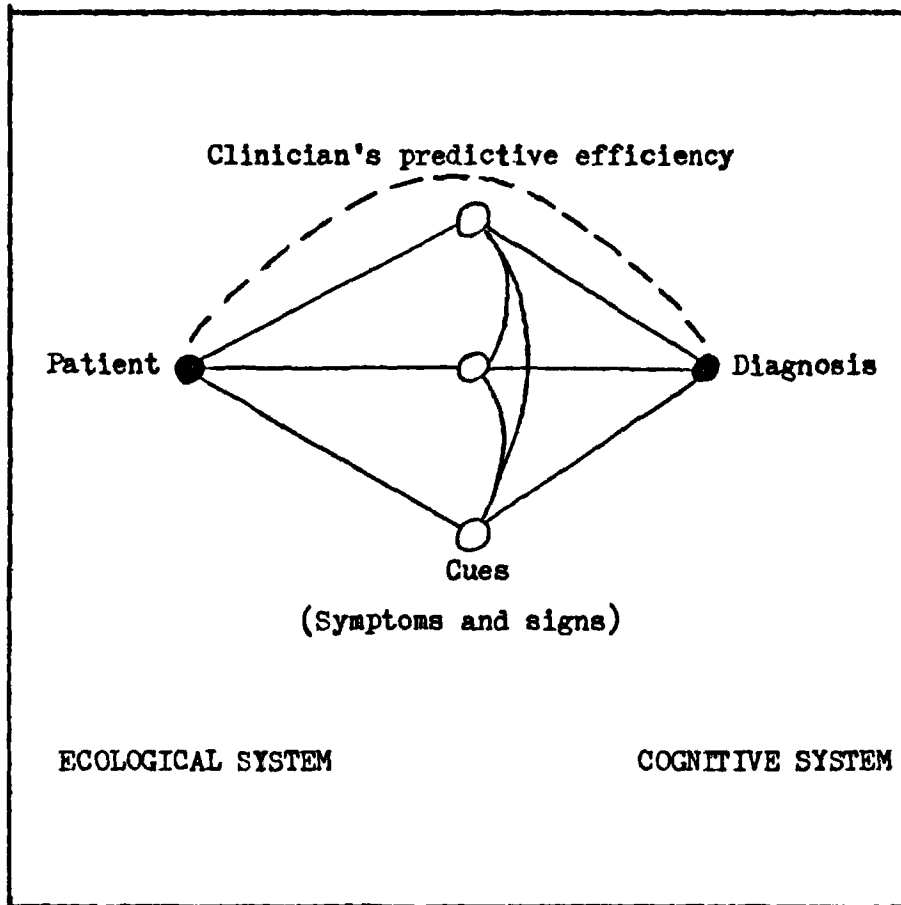 Clinician's predictive efficiency
Patient
Diagnosis
Cues
(Symptoms and signs)
ECOLOGICAL SYSTEM
COGNITIVE SYSTEM